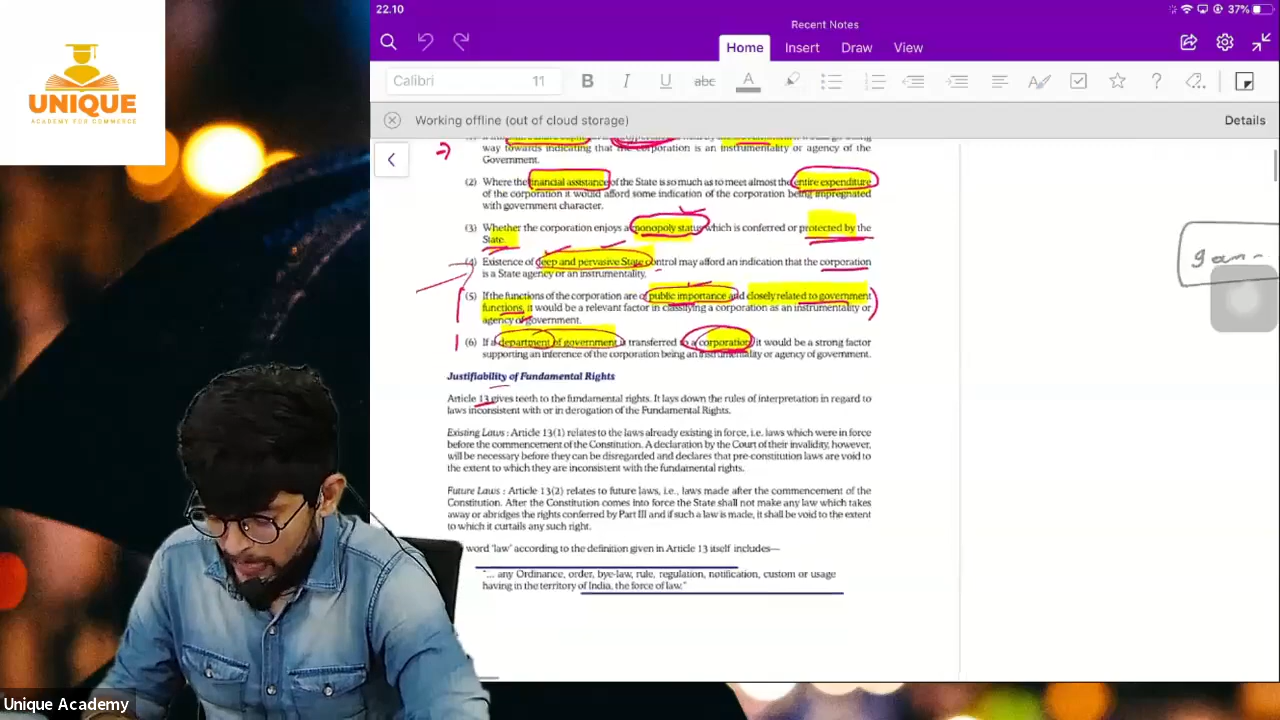 22.10
Recent Notes
37%
UNIQUE
ACADEMY FOR COMMERCE
Home Insert Draw View
Calibri 11 B I U abc A
Working offline (out of cloud storage) Details
way towards indicating that the corporation is an instrumentality or agency of the
Government.
(2) Where the financial assistance of the State is so much as to meet almost the entire expenditure
of the corporation it would afford some indication of the corporation being impregnated
with government character.
(3) Whether the corporation enjoys a monopoly status which is conferred or protected by the
State.
(4) Existence of deep and pervasive State control may afford an indication that the corporation
is a State agency or an instrumentality.
(5) If the functions of the corporation are of public importance and closely related to government
functions, it would be a relevant factor in classifying a corporation as an instrumentality or
agency of government.
(6) If a department of government is transferred to a corporation, it would be a strong factor
supporting an inference of the corporation being an instrumentality or agency of government.
Justifiability of Fundamental Rights
Article 13 gives teeth to the fundamental rights. It lays down the rules of interpretation in regard to
laws inconsistent with or in derogation of the Fundamental Rights.
Existing Laws : Article 13(1) relates to the laws already existing in force, i.e. laws which were in force
before the commencement of the Constitution. A declaration by the Court of their invalidity, however,
will be necessary before they can be disregarded and declares that pre-constitution laws are void to
the extent to which they are inconsistent with the fundamental rights.
Future Laws : Article 13(2) relates to future laws, i.e., laws made after the commencement of the
Constitution. After the Constitution comes into force the State shall not make any law which takes
away or abridges the rights conferred by Part III and if such a law is made, it shall be void to the extent
to which it curtails any such right.
word 'law' according to the definition given in Article 13 itself includes—
"... any Ordinance, order, bye-law, rule, regulation, notification, custom or usage
having in the territory of India, the force of law."
Unique Academy